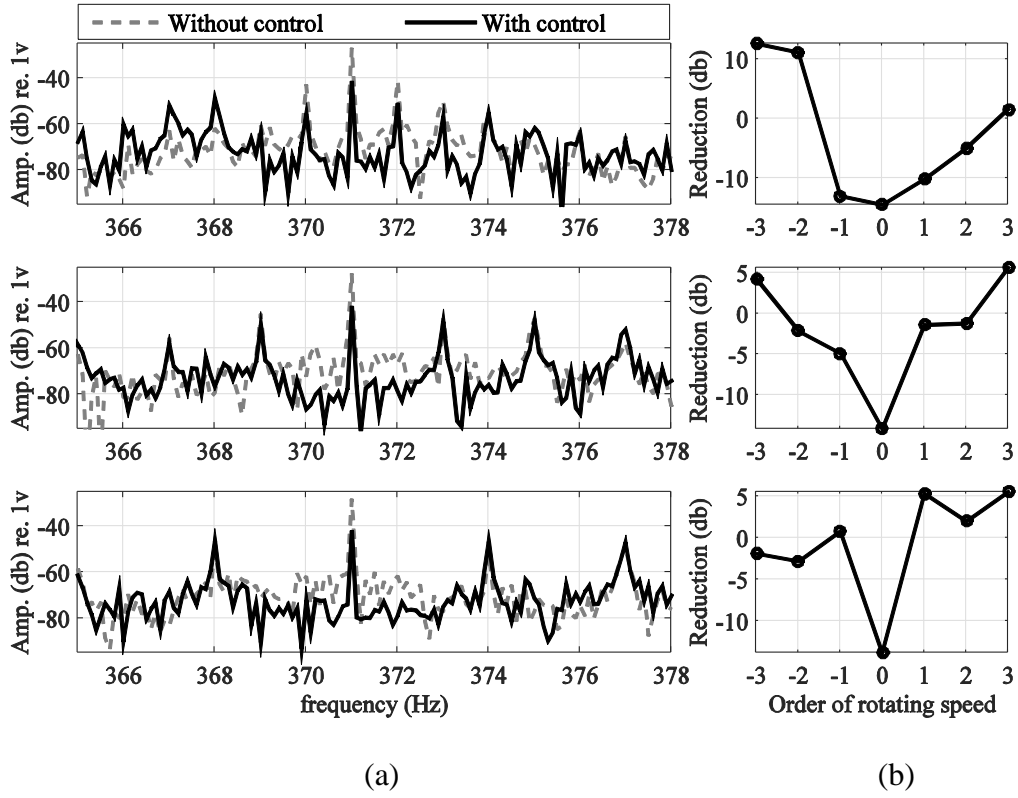 Without control With control
Amp. (db) re. 1v
-40
-60
-80
366 368 370 372 374 376 378
Reduction (db)
10
0
-10
-3 -2 -1 0 1 2 3
Amp. (db) re. 1v
-40
-60
-80
366 368 370 372 374 376 378
Reduction (db)
5
0
-5
-10
-3 -2 -1 0 1 2 3
Amp. (db) re. 1v
-40
-60
-80
366 368 370 372 374 376 378
frequency (Hz)
Reduction (db)
5
0
-5
-10
-3 -2 -1 0 1 2 3
Order of rotating speed
(a) (b)